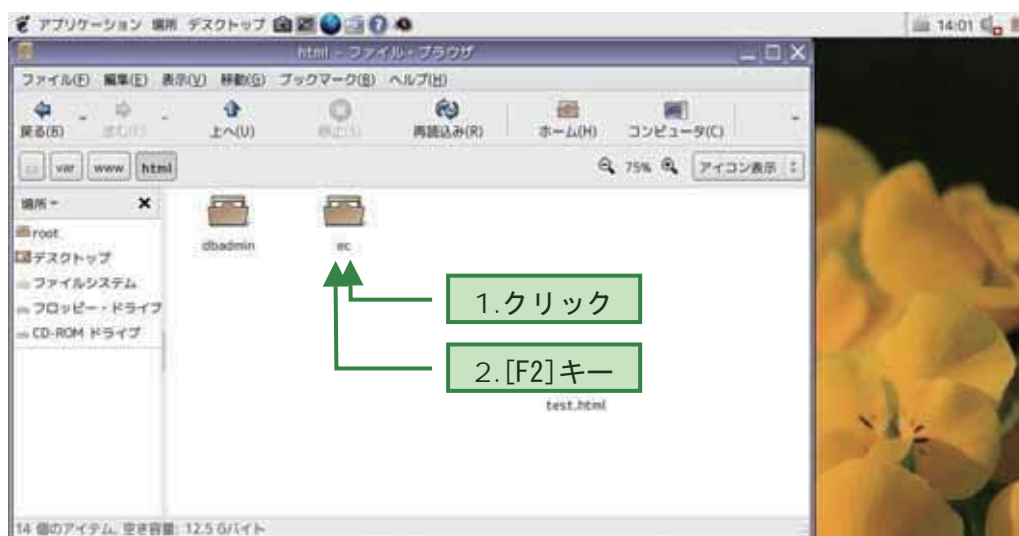 アプリケーション 場所 デスクトップ
14:01
html - ファイル・ブラウザ
ファイル(F) 編集(E) 表示(V) 移動(G) ブックマーク(B) ヘルプ(H)
戻る(B) 進む(F) 上へ(U) 停止(S) 再読込み(R) ホーム(H) コンピュータ(C)
var www html 75% アイコン表示
場所
root
デスクトップ
ファイルシステム
フロッピー・ドライブ
CD-ROM ドライブ
dbadmin ec
1.クリック
2.[F2]キー
test.html
14 個のアイテム, 空き容量: 12.5 Gバイト